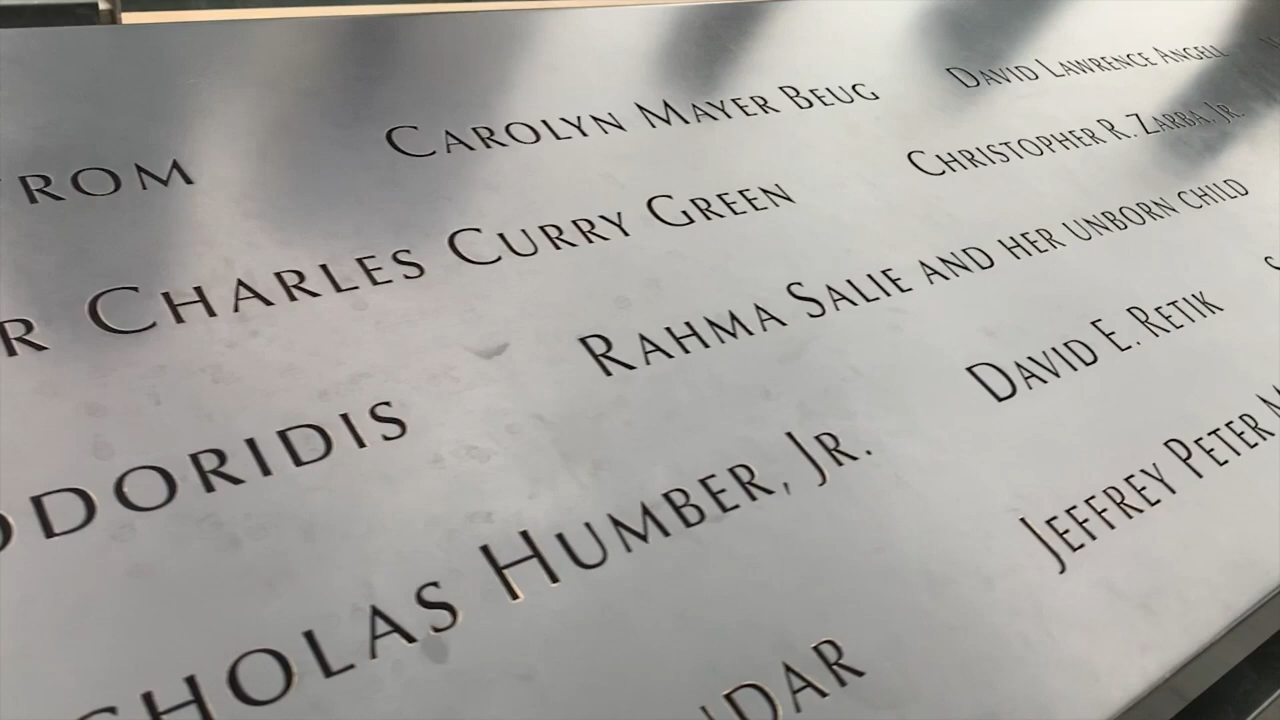 ROM CAROLYN MAYER BEUG DAVID LAWRENCE ANGELL
R CHARLES CURRY GREEN CHRISTOPHER R. ZARBA, JR.
DORIDIS RAHMA SALIE AND HER UNBORN CHILD
CHOLAS HUMBER, JR. DAVID E. RETIK
DAR JEFFREY PETER M